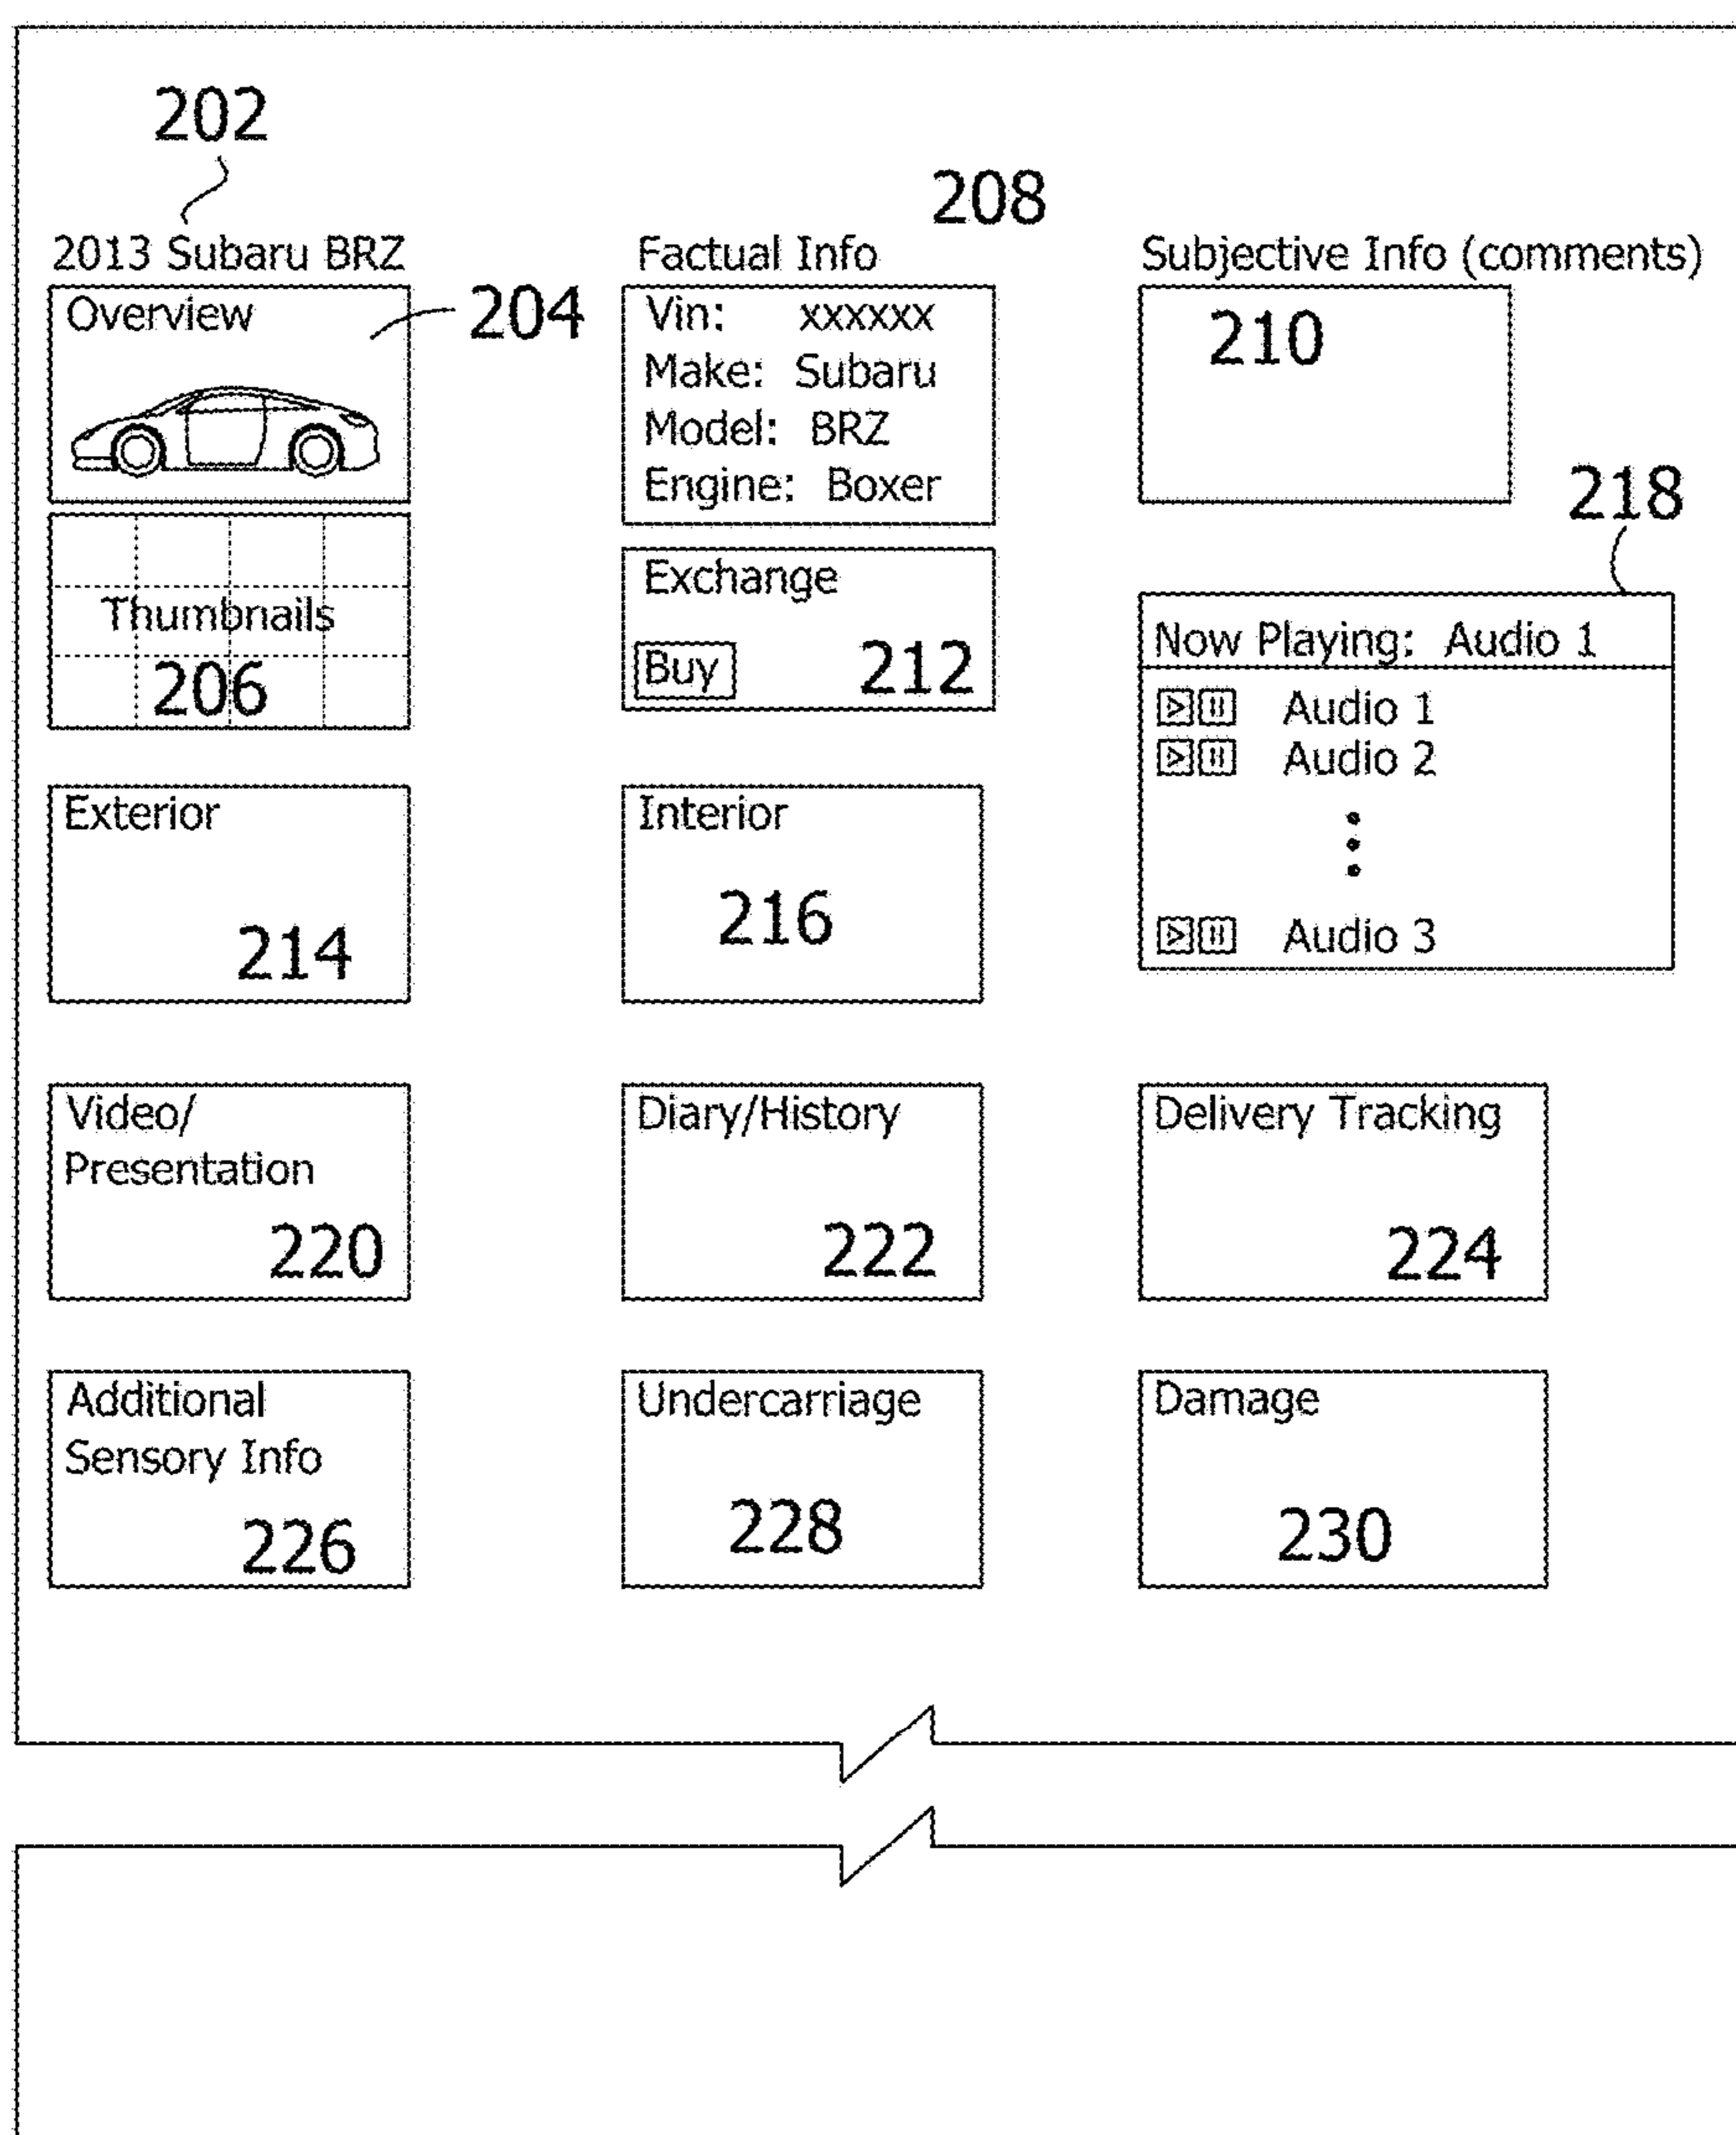 202
208
2013 Subaru BRZ
Overview
204
Thumbnails
206
Factual Info
Vin: xxxxxx
Make: Subaru
Model: BRZ
Engine: Boxer
Exchange
Buy
212
Subjective Info (comments)
210
218
Now Playing: Audio 1
Audio 1
Audio 2
Audio 3
Exterior
214
Interior
216
Video/
Presentation
220
Diary/History
222
Delivery Tracking
224
Additional
Sensory Info
226
Undercarriage
228
Damage
230